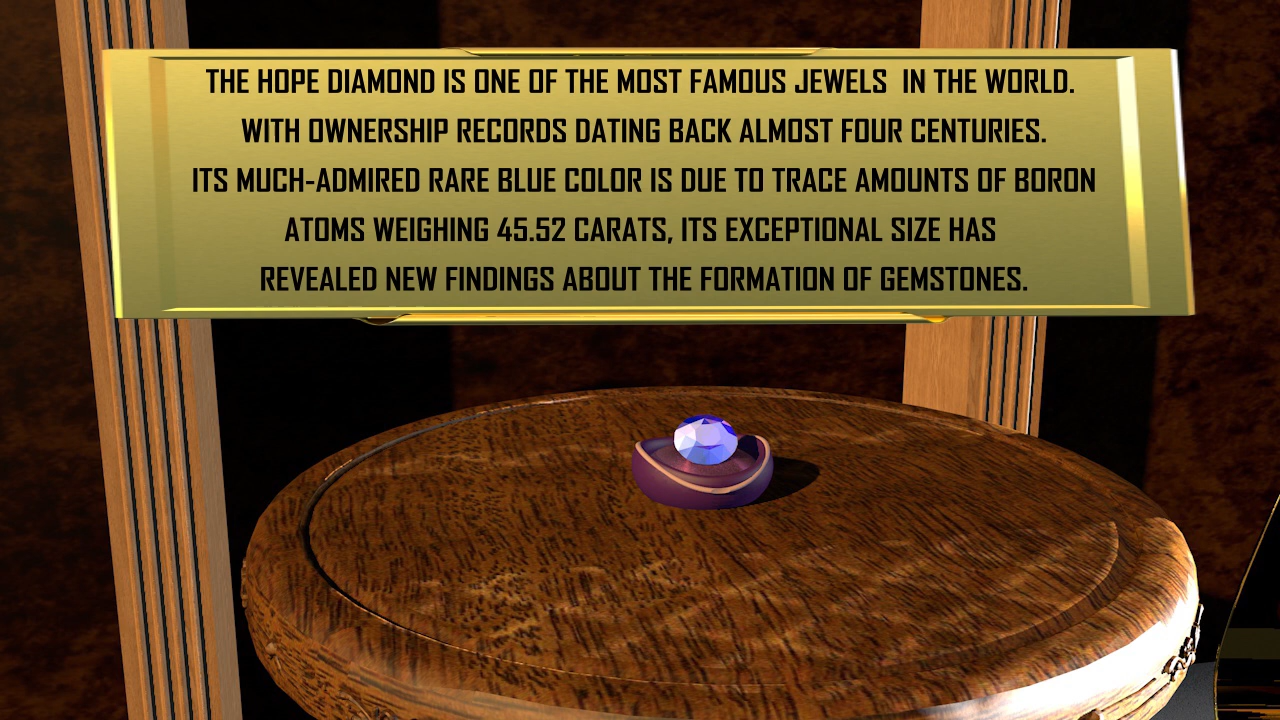 THE HOPE DIAMOND IS ONE OF THE MOST FAMOUS JEWELS  IN THE WORLD.
WITH OWNERSHIP RECORDS DATING BACK ALMOST FOUR CENTURIES.
ITS MUCH-ADMIRED RARE BLUE COLOR IS DUE TO TRACE AMOUNTS OF BORON
ATOMS WEIGHING 45.52 CARATS, ITS EXCEPTIONAL SIZE HAS
REVEALED NEW FINDINGS ABOUT THE FORMATION OF GEMSTONES.